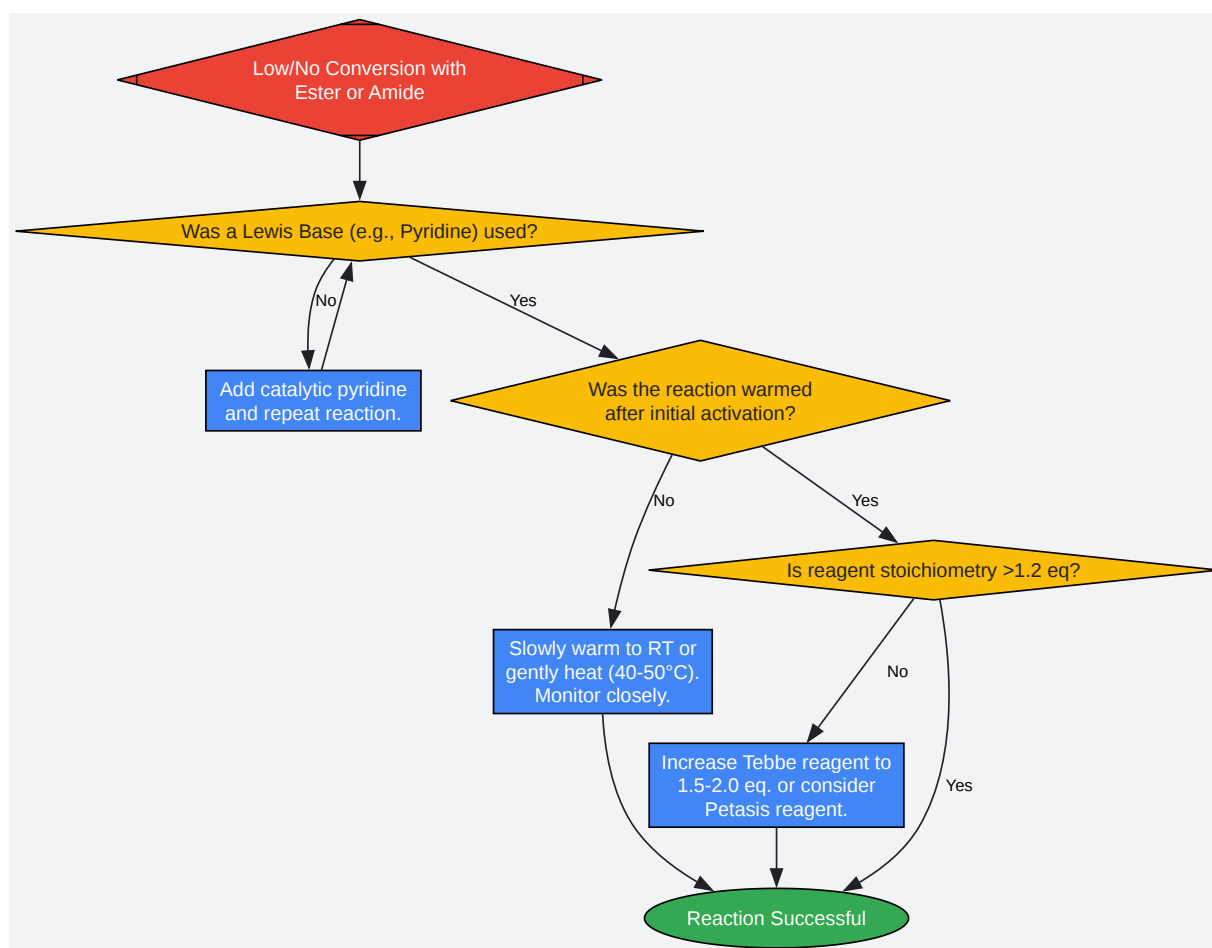 Low/No Conversion with
Ester or Amide
Was a Lewis Base (e.g., Pyridine) used?
No
Yes
Add catalytic pyridine
and repeat reaction.
Was the reaction warmed
after initial activation?
No
Yes
Is reagent stoichiometry >1.2 eq?
Slowly warm to RT or
gently heat (40-50°C).
Monitor closely.
No
Increase Tebbe reagent to
1.5-2.0 eq. or consider
Petasis reagent.
Yes
Reaction Successful